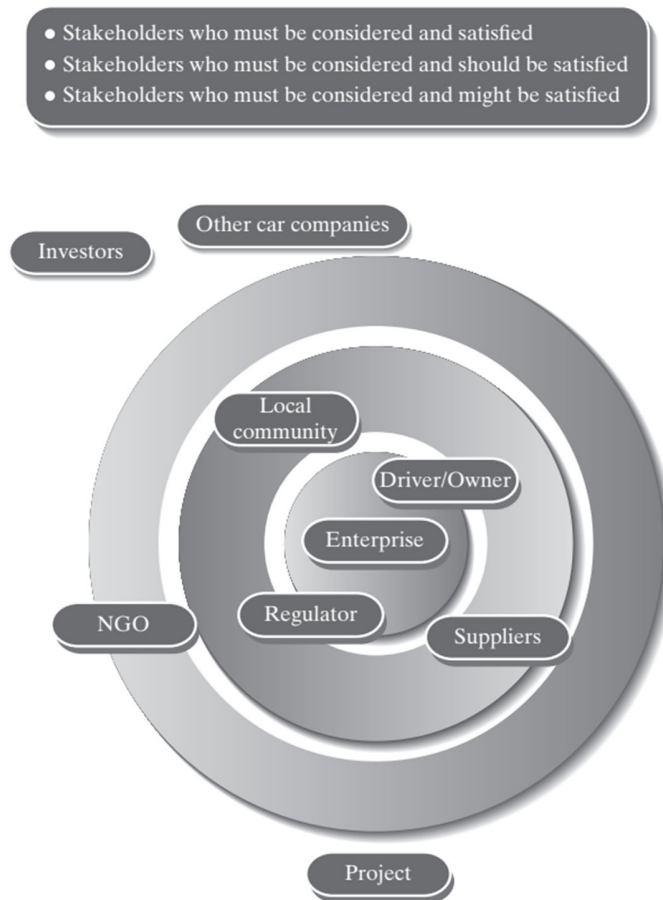 ● Stakeholders who must be considered and satisfied
● Stakeholders who must be considered and should be satisfied
● Stakeholders who must be considered and might be satisfied
Other car companies
Investors
Local
community
Driver/Owner
Enterprise
Regulator
NGO
Suppliers
Project